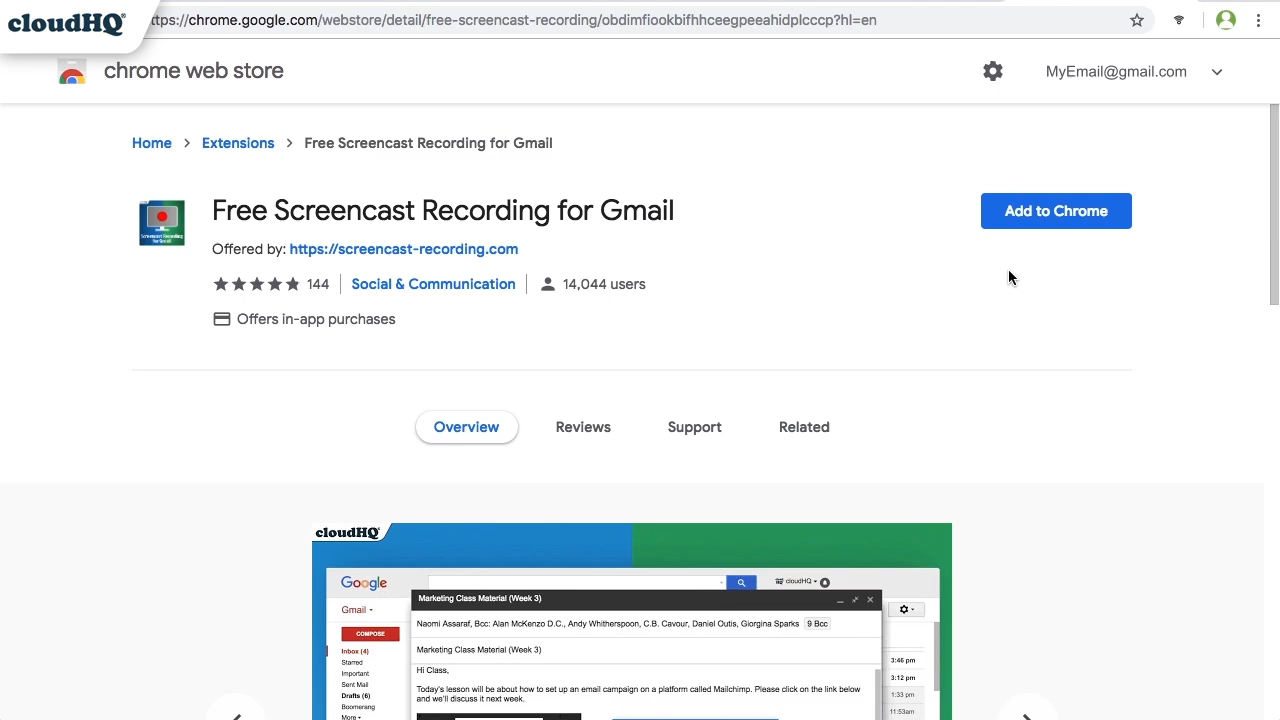 cloudHQ
ttps://chrome.google.com/webstore/detail/free-screencast-recording/obdimfiookbifhhceegpeeahidplcccp?hl=en
chrome web store
MyEmail@gmail.com
Home > Extensions > Free Screencast Recording for Gmail
Free Screencast Recording for Gmail
Add to Chrome
Offered by: https://screencast-recording.com
144 | Social & Communication | 14,044 users
Offers in-app purchases
Overview Reviews Support Related
cloudHQ
Google
cloudHQ
Marketing Class Material (Week 3)
Gmail
Naomi Assaraf, Bcc: Alan McKenzo D.C., Andy Whitherspoon, C.B. Cavour, Daniel Outis, Giorgina Sparks 9 Bcc
COMPOSE
Marketing Class Material (Week 3)
Inbox (4)
Starred
3:46 pm
Hi Class,
Important
3:12 pm
Sent Mail
Today's lesson will be about how to set up an email campaign on a platform called Mailchimp. Please click on the link below
and we'll discuss it next week.
Drafts (6)
1:33 pm
Boomerang
11:53am
More